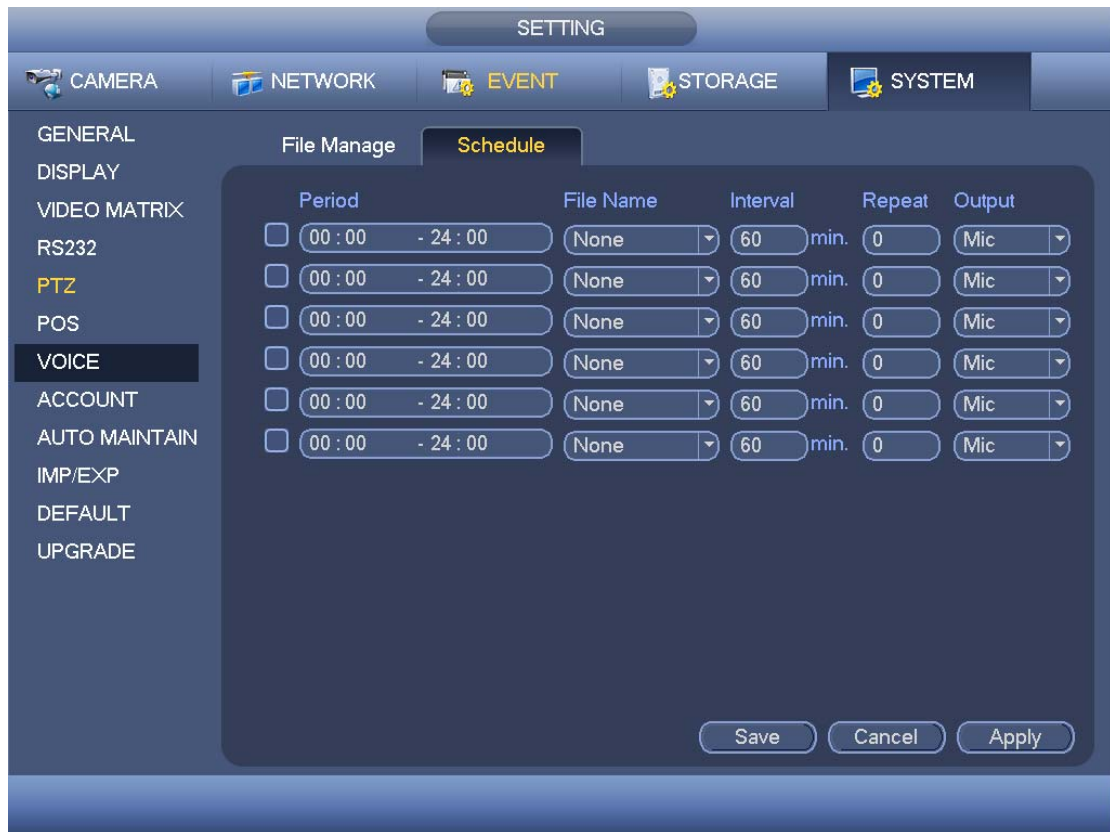 SETTING
CAMERA NETWORK EVENT STORAGE SYSTEM
GENERAL
DISPLAY
VIDEO MATRIX
RS232
PTZ
POS
VOICE
ACCOUNT
AUTO MAINTAIN
IMP/EXP
DEFAULT
UPGRADE
File Manage Schedule
Period File Name Interval Repeat Output
00 : 00 - 24 : 00 None 60 min. 0 Mic
00 : 00 - 24 : 00 None 60 min. 0 Mic
00 : 00 - 24 : 00 None 60 min. 0 Mic
00 : 00 - 24 : 00 None 60 min. 0 Mic
00 : 00 - 24 : 00 None 60 min. 0 Mic
00 : 00 - 24 : 00 None 60 min. 0 Mic
Save Cancel Apply